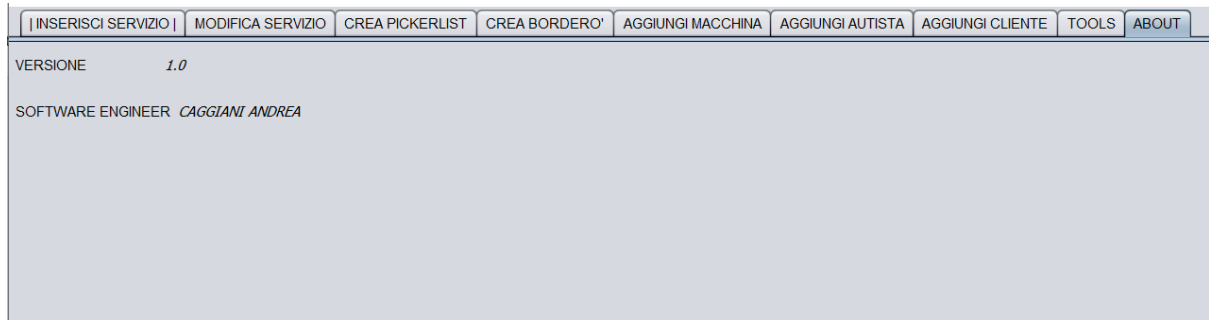 | INSERISCI SERVIZIO | MODIFICA SERVIZIO CREA PICKERLIST CREA BORDERO' AGGIUNGI MACCHINA AGGIUNGI AUTISTA AGGIUNGI CLIENTE TOOLS ABOUT
VERSIONE 1.0
SOFTWARE ENGINEER CAGGIANI ANDREA